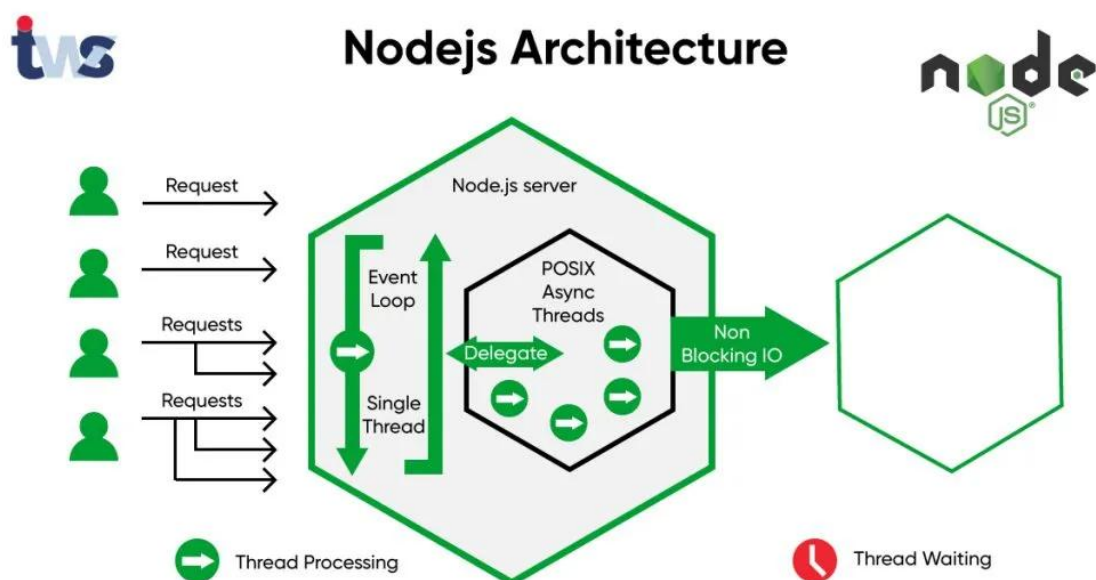 tws
Nodejs Architecture
node
JS®
Request
Request
Requests
Requests
Node.js server
Event
Loop
Single
Thread
POSIX
Async
Threads
Delegate
Non
Blocking IO
Thread Processing
Thread Waiting